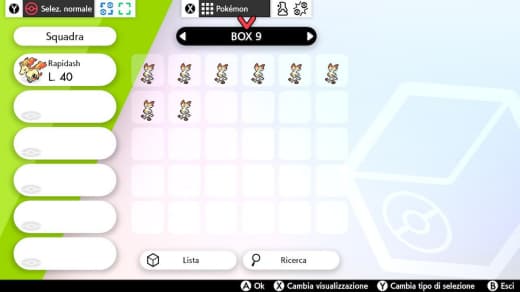 Y Selez. normale
X Pokémon
Squadra
BOX 9
Rapidash
L. 40
Lista
Ricerca
A Ok X Cambia visualizzazione Y Cambia tipo di selezione B Esci